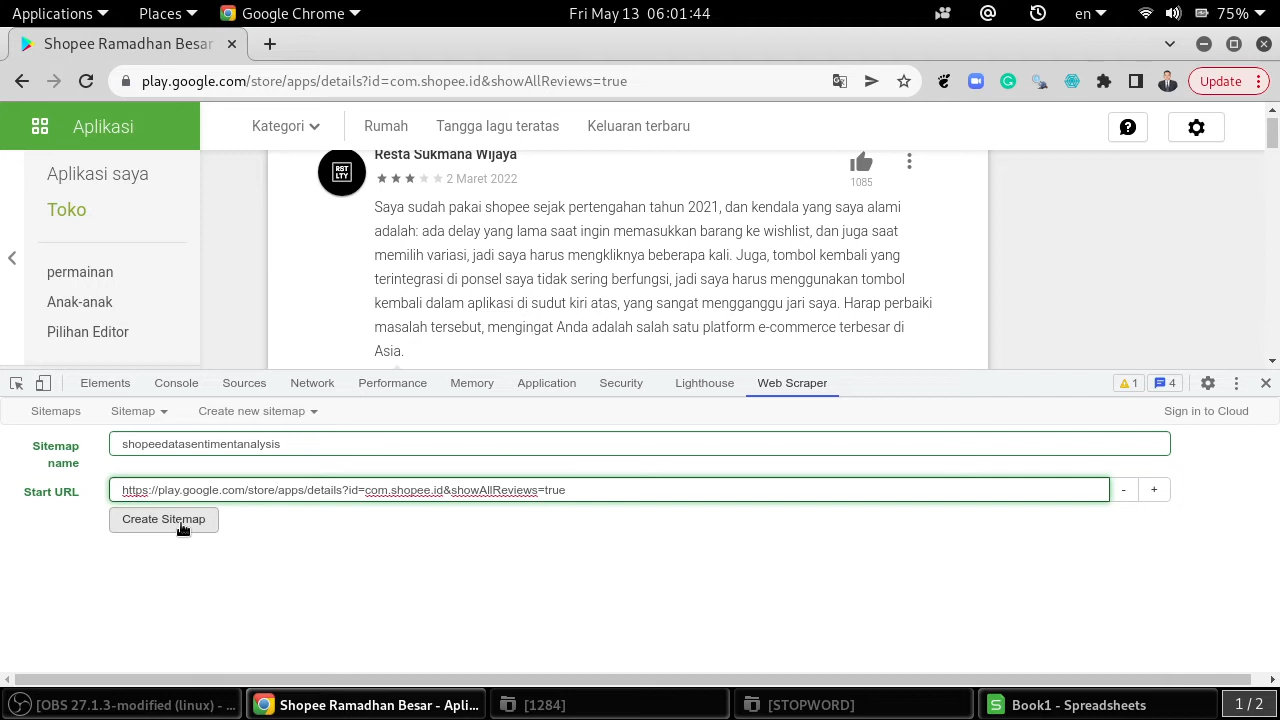 Applications Places Google Chrome Fri May 13 06:01:44 en 75%
Shopee Ramadhan Besar
play.google.com/store/apps/details?id=com.shopee.id&showAllReviews=true Update
Aplikasi Kategori Rumah Tangga lagu teratas Keluaran terbaru
Aplikasi saya
Toko
permainan
Anak-anak
Pilihan Editor
RST
LTY
Resta Sukmana Wijaya
2 Maret 2022
1085
Saya sudah pakai shopee sejak pertengahan tahun 2021, dan kendala yang saya alami
adalah: ada delay yang lama saat ingin memasukkan barang ke wishlist, dan juga saat
memilih variasi, jadi saya harus mengkliknya beberapa kali. Juga, tombol kembali yang
terintegrasi di ponsel saya tidak sering berfungsi, jadi saya harus menggunakan tombol
kembali dalam aplikasi di sudut kiri atas, yang sangat mengganggu jari saya. Harap perbaiki
masalah tersebut, mengingat Anda adalah salah satu platform e-commerce terbesar di
Asia.
Elements Console Sources Network Performance Memory Application Security Lighthouse Web Scraper 1 4
Sitemaps Sitemap Create new sitemap Sign in to Cloud
Sitemap name shopeedatasentimentanalysis
Start URL https://play.google.com/store/apps/details?id=com.shopee.id&showAllReviews=true - +
Create Sitemap
[OBS 27.1.3-modified (linux) - ... Shopee Ramadhan Besar - Apli... [1284] [STOPWORD] Book1 - Spreadsheets 1 / 2